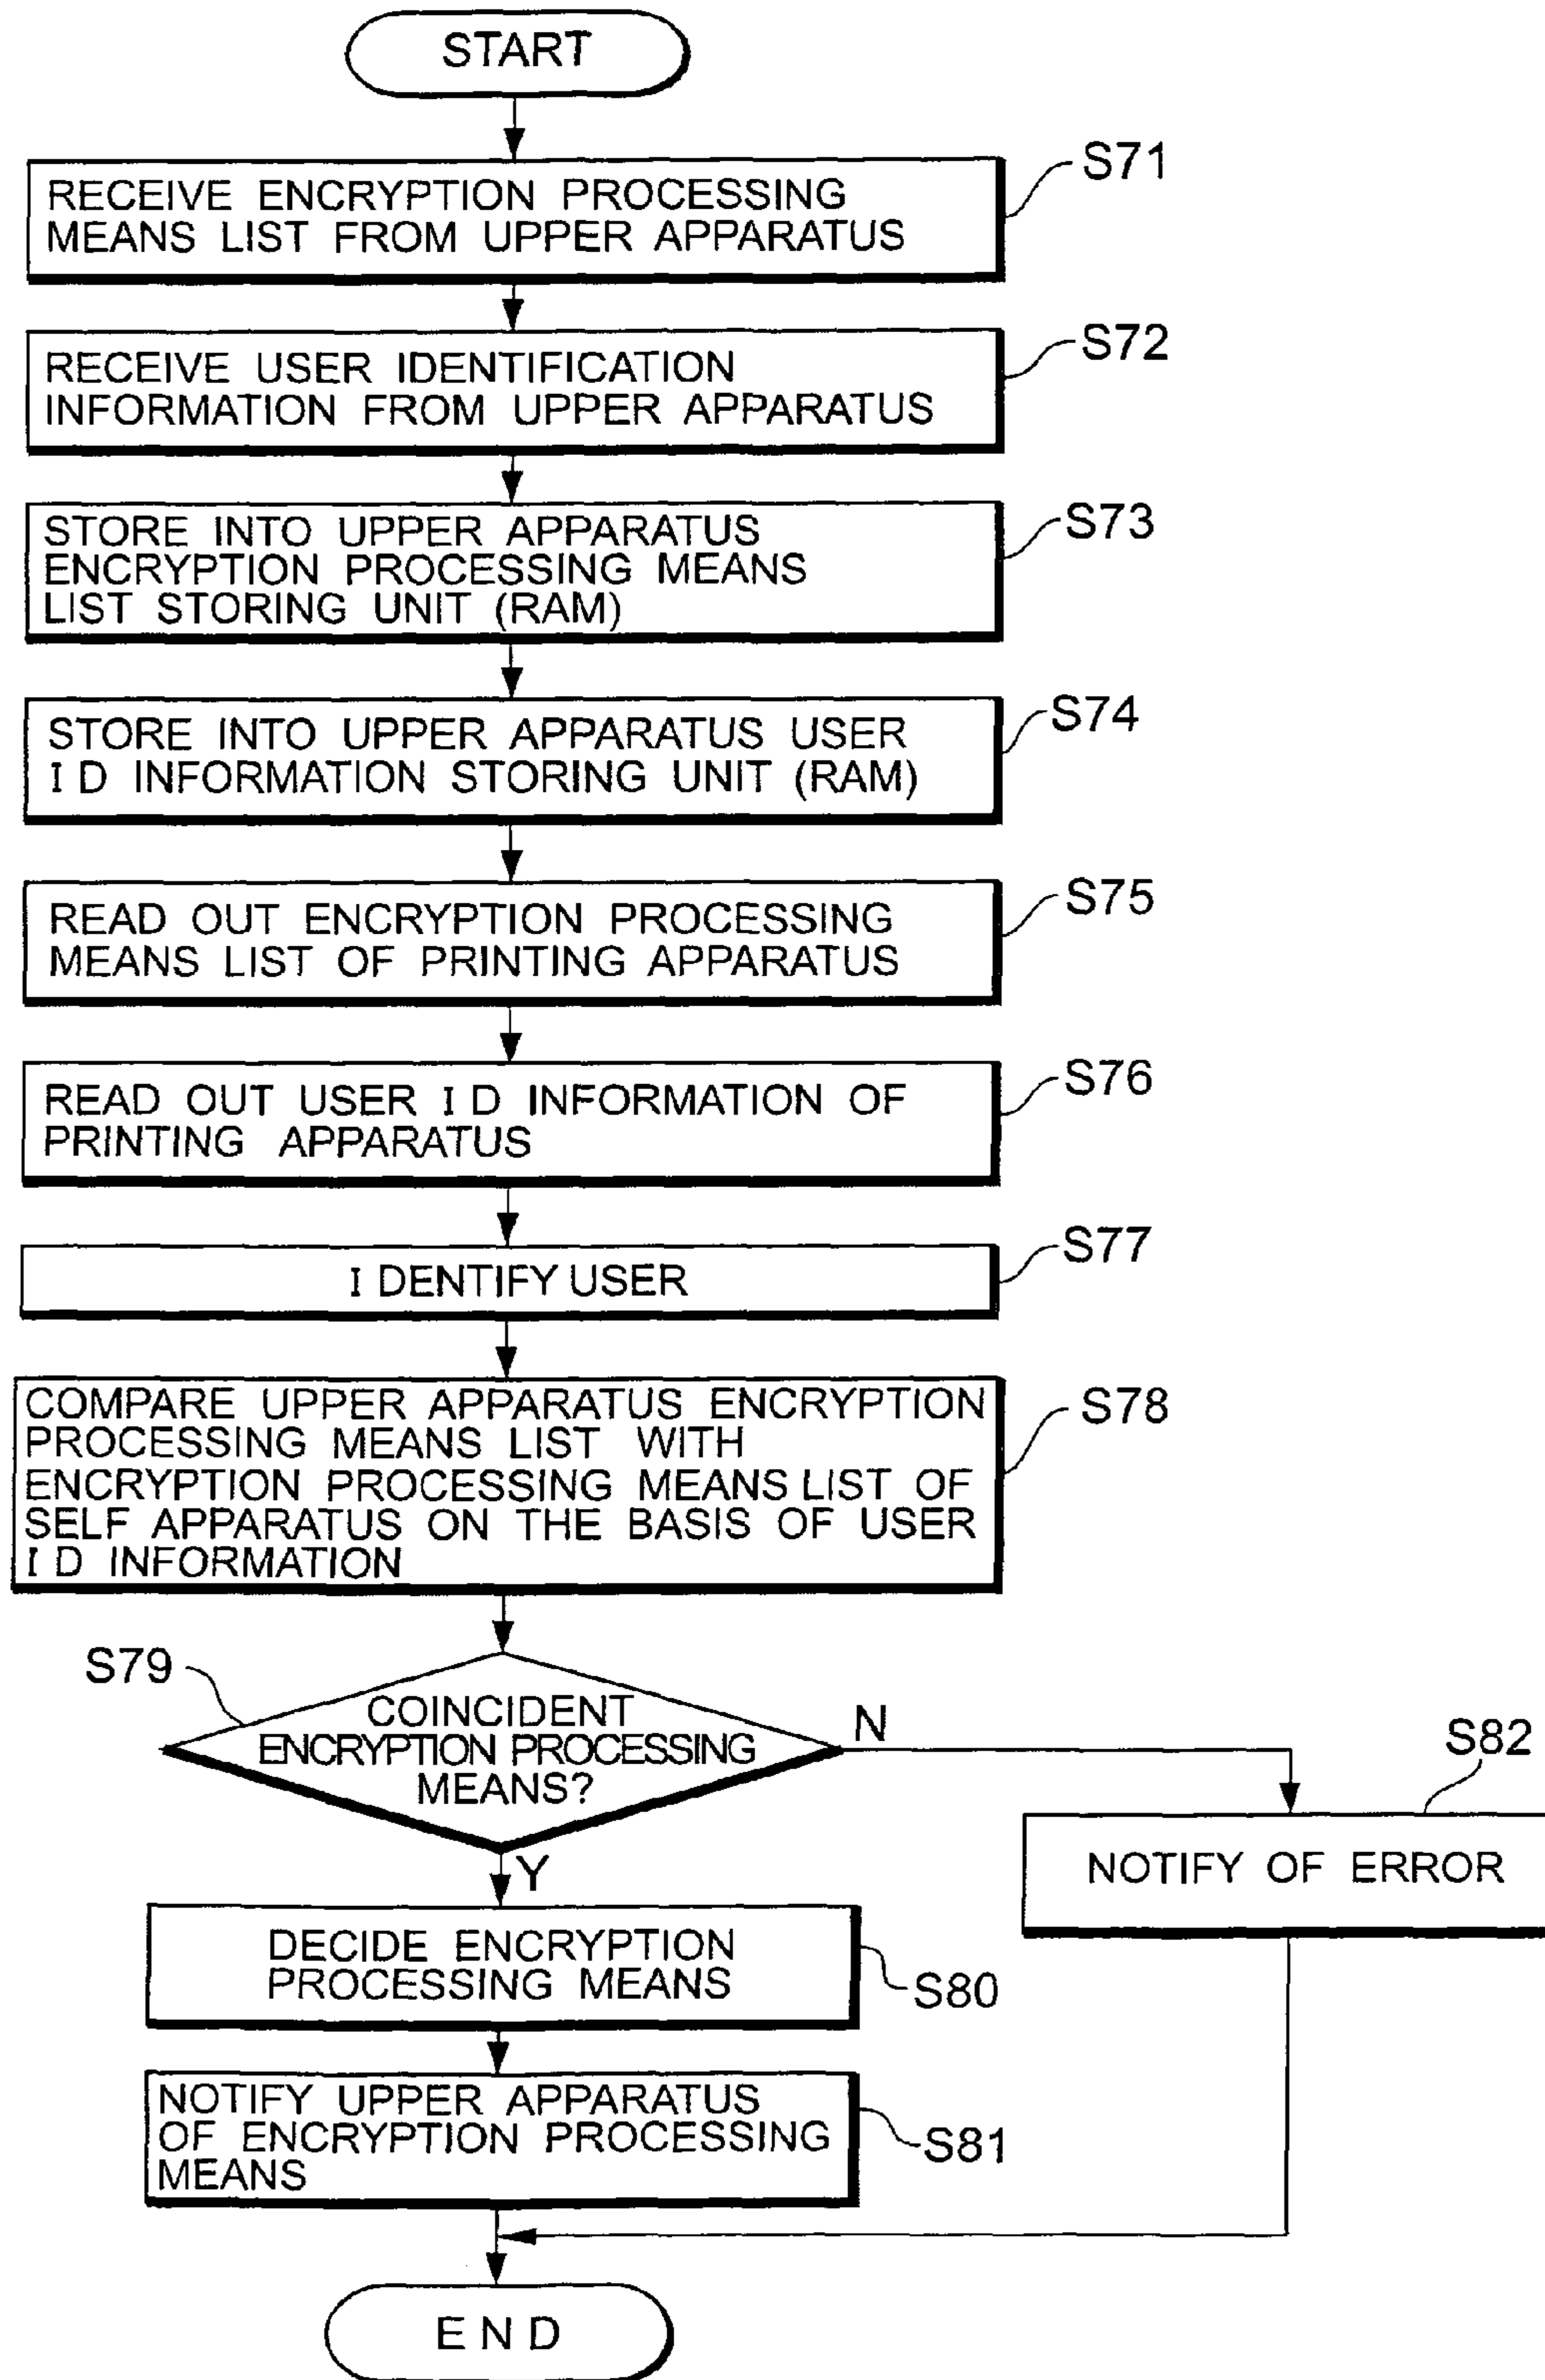 START
S71
RECEIVE ENCRYPTION PROCESSING
MEANS LIST FROM UPPER APPARATUS
S72
RECEIVE USER IDENTIFICATION
INFORMATION FROM UPPER APPARATUS
S73
STORE INTO UPPER APPARATUS
ENCRYPTION PROCESSING MEANS
LIST STORING UNIT (RAM)
S74
STORE INTO UPPER APPARATUS USER
ID INFORMATION STORING UNIT (RAM)
S75
READ OUT ENCRYPTION PROCESSING
MEANS LIST OF PRINTING APPARATUS
S76
READ OUT USER ID INFORMATION OF
PRINTING APPARATUS
S77
IDENTIFY USER
S78
COMPARE UPPER APPARATUS ENCRYPTION
PROCESSING MEANS LIST WITH
ENCRYPTION PROCESSING MEANS LIST OF
SELF APPARATUS ON THE BASIS OF USER
ID INFORMATION
S79
COINCIDENT
ENCRYPTION PROCESSING
MEANS?
N
S82
NOTIFY OF ERROR
Y
DECIDE ENCRYPTION
PROCESSING MEANS
S80
NOTIFY UPPER APPARATUS
OF ENCRYPTION PROCESSING
MEANS
S81
END